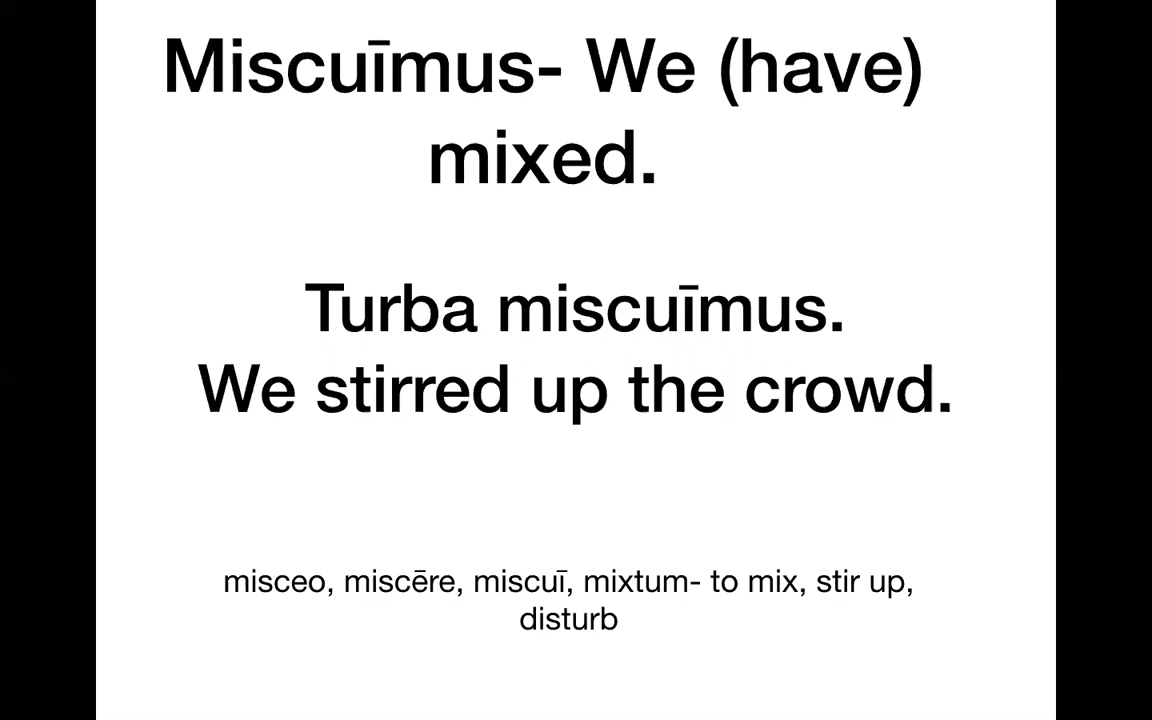 Miscuīmus- We (have)
mixed.
Turba miscuīmus.
We stirred up the crowd.
misceo, miscēre, miscuī, mixtum- to mix, stir up,
disturb